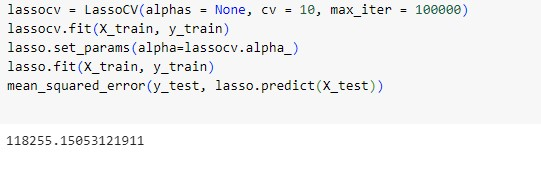 lassocv = LassoCV(alphas = None, cv = 10, max_iter = 100000)
lassocv.fit(X_train, y_train)
lasso.set_params(alpha=lassocv.alpha_)
lasso.fit(X_train, y_train)
mean_squared_error(y_test, lasso.predict(X_test))
118255.15053121911